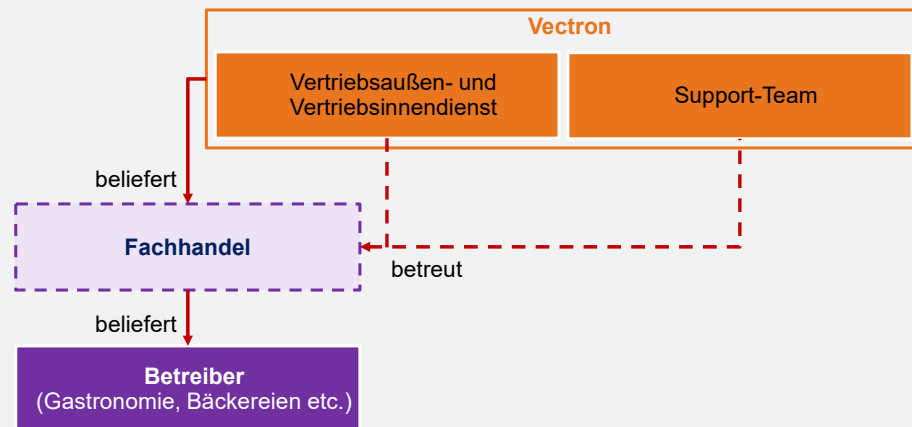 Vectron
Vertriebsaußen- und
Vertriebsinnendienst
Support-Team
beliefert
Fachhandel
betreut
beliefert
Betreiber
(Gastronomie, Bäckereien etc.)